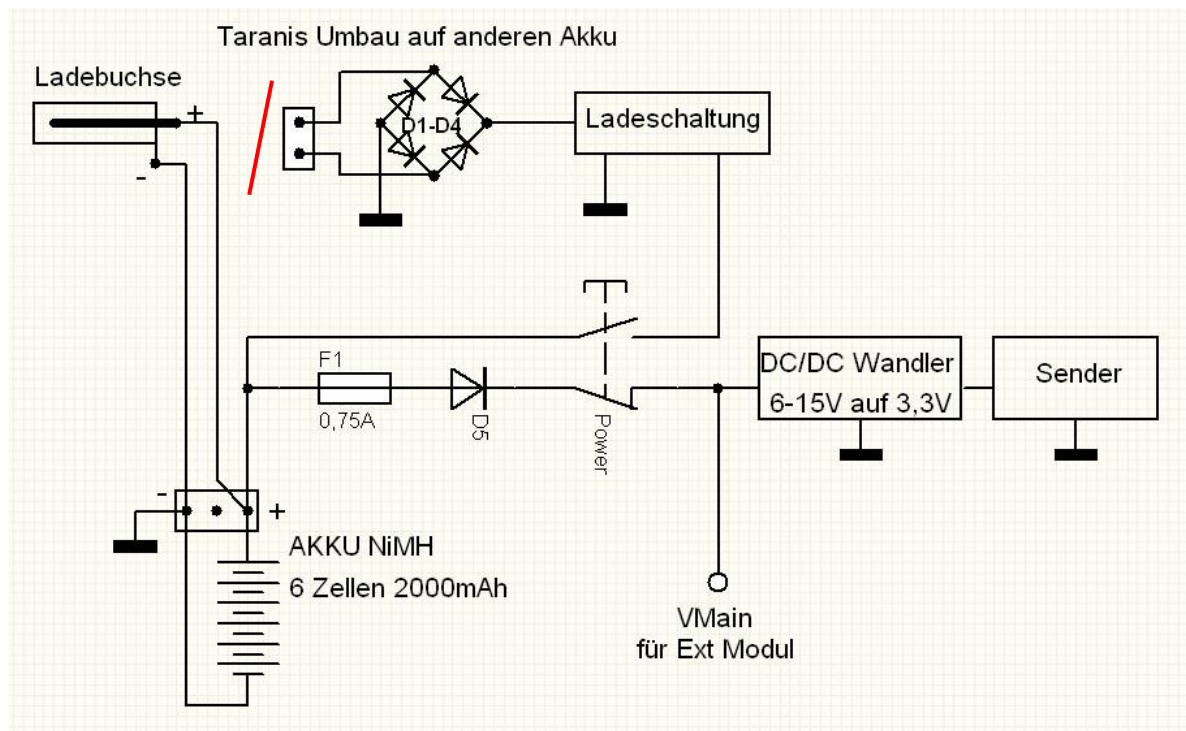 Taranis Umbau auf anderen Akku
Ladebuchse
+
-
D1-D4
Ladeschaltung
F1
0,75A
D5
Power
DC/DC Wandler
6-15V auf 3,3V
Sender
-
+
AKKU NiMH
6 Zellen 2000mAh
VMain
für Ext Modul